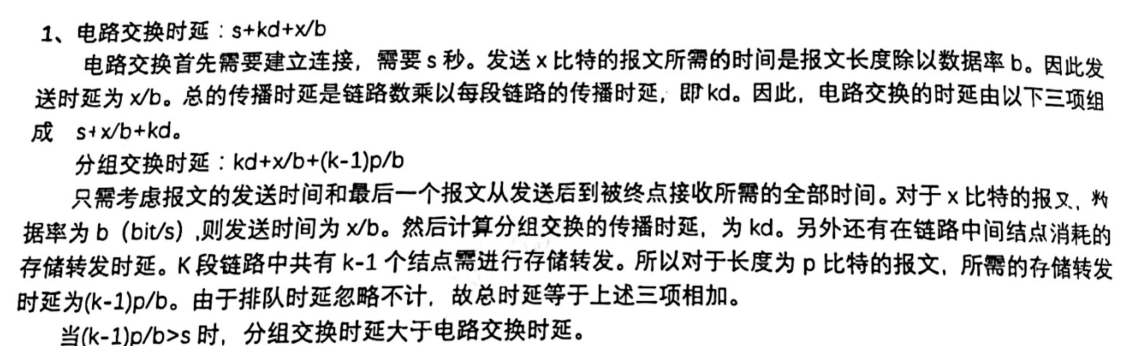 1、电路交换时延：s+kd+x/b
电路交换首先需要建立连接，需要 s 秒。发送 x 比特的报文所需的时间是报文长度除以数据率 b。因此发
送时延为 x/b。总的传播时延是链路数乘以每段链路的传播时延，即 kd。因此，电路交换的时延由以下三项组
成 s+x/b+kd。
分组交换时延：kd+x/b+(k-1)p/b
只需考虑报文的发送时间和最后一个报文从发送后到被终点接收所需的全部时间。对于 x 比特的报文，数
据率为 b（bit/s）,则发送时间为 x/b。然后计算分组交换的传播时延，为 kd。另外还有在链路中间结点消耗的
存储转发时延。K 段链路中共有 k-1 个结点需进行存储转发。所以对于长度为 p 比特的报文，所需的存储转发
时延为(k-1)p/b。由于排队时延忽略不计，故总时延等于上述三项相加。
当(k-1)p/b>s 时，分组交换时延大于电路交换时延。